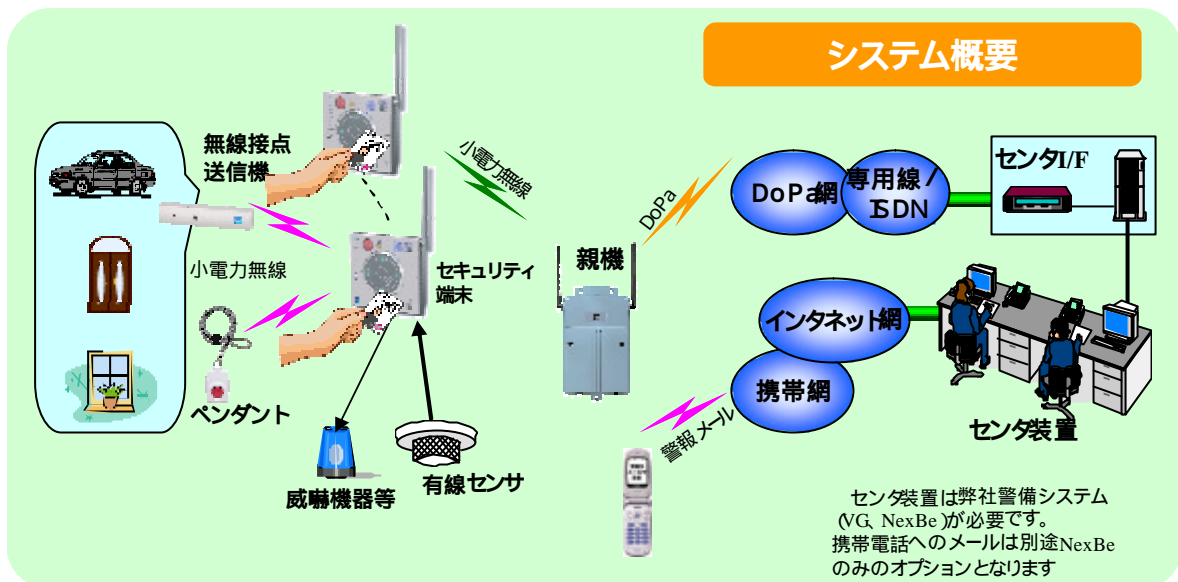 システム概要
無線接点
送信機
小電力無線
小電力無線
DoPa
DoPa網
専用線/
ISDN
センタI/F
親機
セキュリティ
端末
インタネット網
携帯網
ペンダント
警報メール
センタ装置
威嚇機器等
有線センサ
センタ装置は弊社警備システム
(VG、NexBe)が必要です。
携帯電話へのメールは別途NexBe
のみのオプションとなります